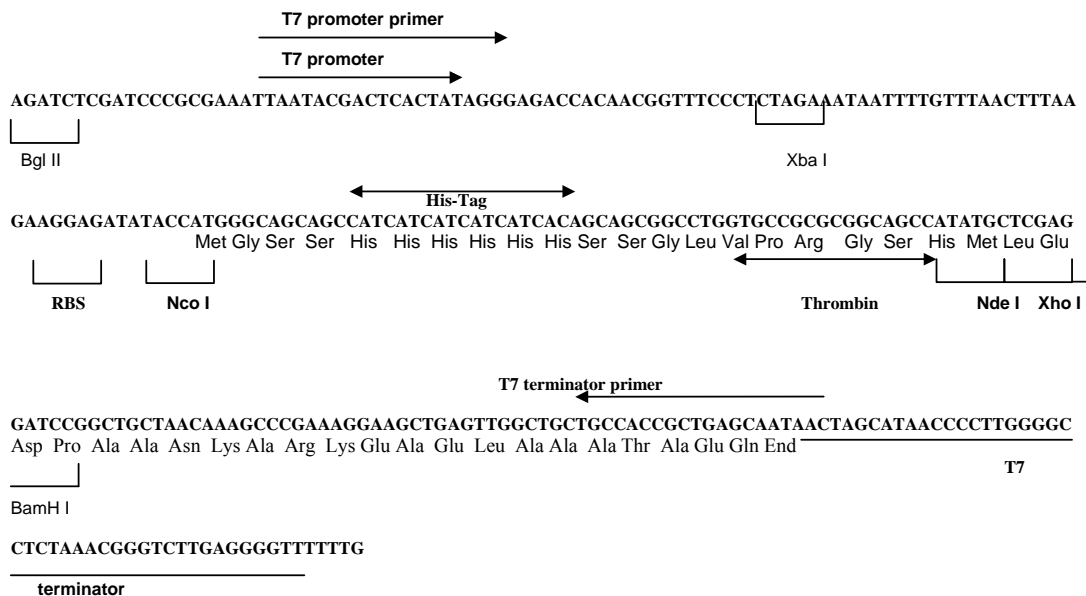 T7 promoter primer
T7 promoter
AGATCTCGATCCCGCGAAATTAATACGACTCACTATAGGGAGACCACAACGGTTTCCCTCTAGAAATAATTTTGTTTAACTTTAA
Bgl II Xba I
His-Tag
GAAGGAGATATACCATGGGCAGCAGCCATCATCATCATCATCACAGCAGCGGCCTGGTGCCGCGCGGCAGCCATATGCTCGAG
Met Gly Ser Ser His His His His His His Ser Ser Gly Leu Val Pro Arg Gly Ser His Met Leu Glu
RBS Nco I Thrombin Nde I Xho I
T7 terminator primer
GATCCGGCTGCTAACAAAGCCCGAAAGGAAGCTGAGTTGGCTGCTGCCACCGCTGAGCAATAACTAGCATAACCCCTTGGGGC
Asp Pro Ala Ala Asn Lys Ala Arg Lys Glu Ala Glu Leu Ala Ala Ala Thr Ala Glu Gln End
T7
BamH I
CTCTAAACGGGTCTTGAGGGGTTTTTTG
terminator